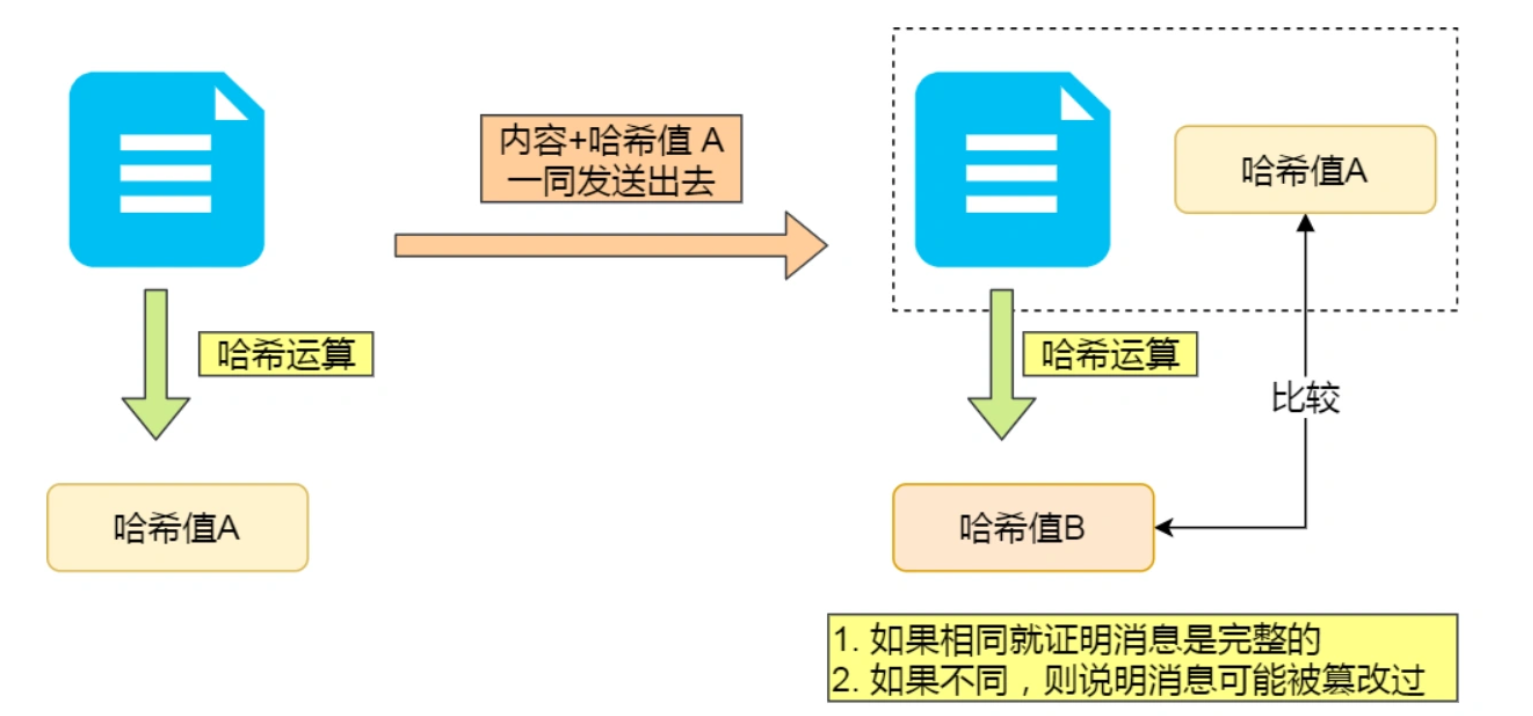 内容+哈希值 A
一同发送出去
哈希值A
哈希运算
哈希运算
比较
哈希值A
哈希值B
1. 如果相同就证明消息是完整的
2. 如果不同，则说明消息可能被篡改过